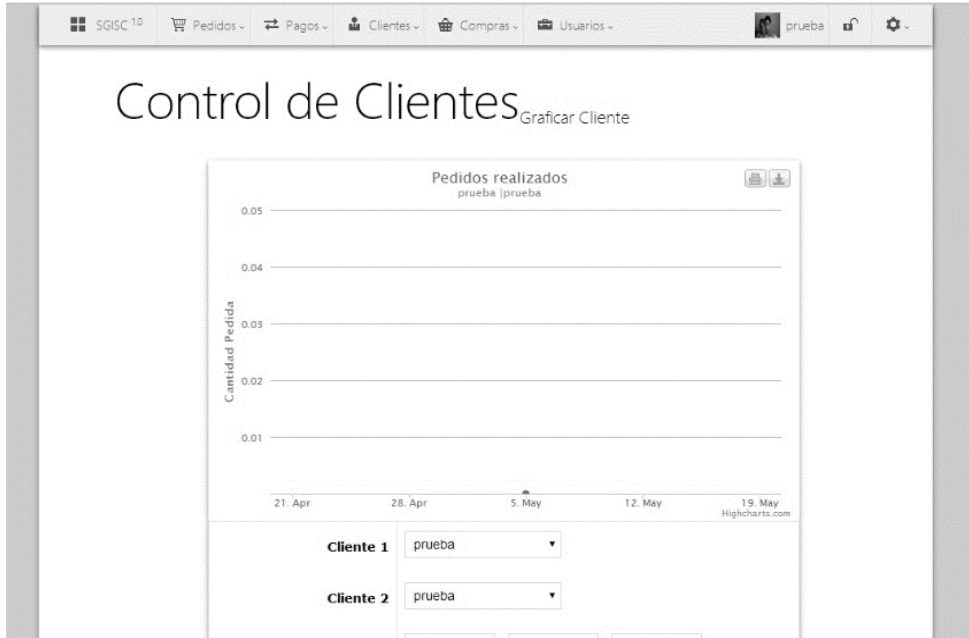 SGISC 1.0 Pedidos Pagos Clientes Compras Usuarios prueba
Control de Clientes Graficar Cliente
Pedidos realizados
prueba |prueba
Cantidad Pedida
0.05
0.04
0.03
0.02
0.01
21. Apr 28. Apr 5. May 12. May 19. May
Highcharts.com
Cliente 1 prueba
Cliente 2 prueba